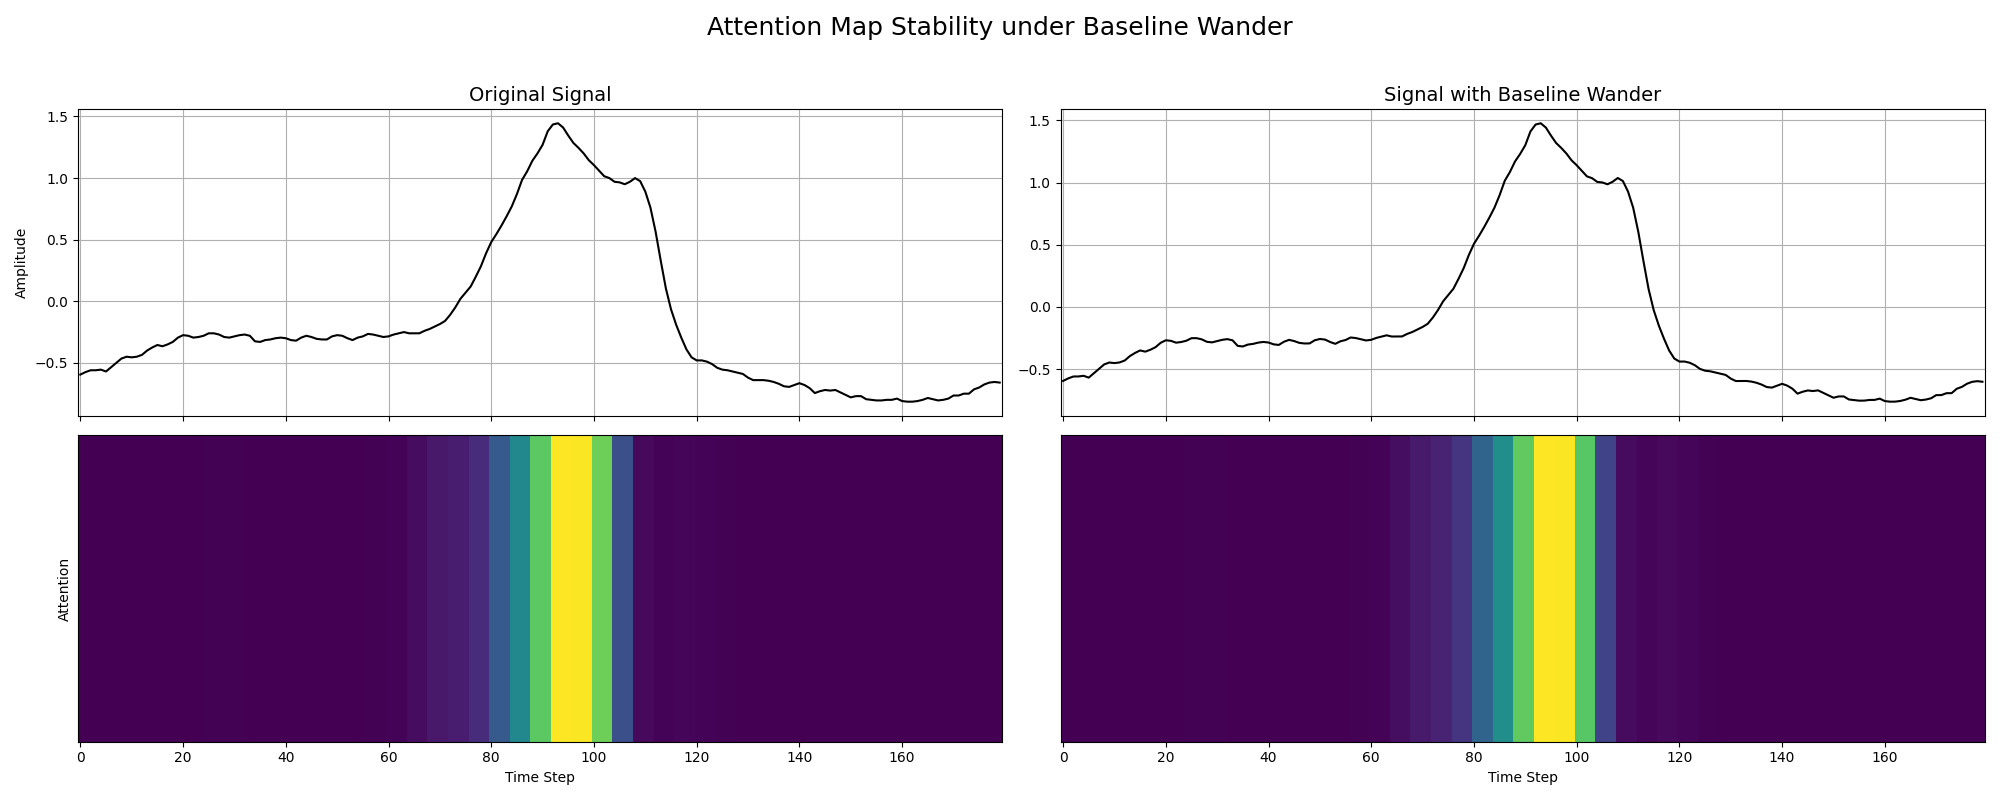 Attention Map Stability under Baseline Wander
Original Signal
1.5
1.0
0.5
0.0
−0.5
Amplitude
Signal with Baseline Wander
1.5
1.0
0.5
0.0
−0.5
Attention
0 20 40 60 80 100 120 140 160
Time Step
0 20 40 60 80 100 120 140 160
Time Step